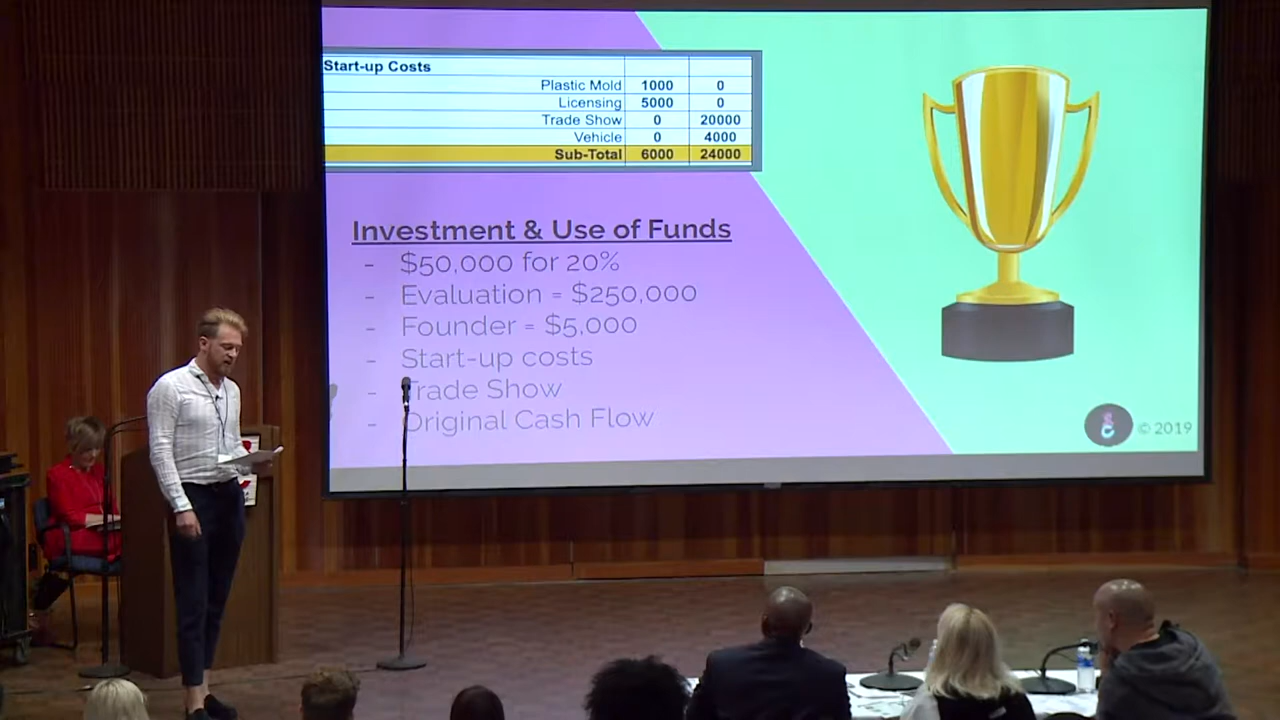 Start-up Costs
Plastic Mold 1000 0
Licensing 5000 0
Trade Show 0 20000
Vehicle 0 4000
Sub-Total 6000 24000
Investment & Use of Funds
- $50,000 for 20%
- Evaluation = $250,000
- Founder = $5,000
- Start-up costs
- Trade Show
- Original Cash Flow
© 2019